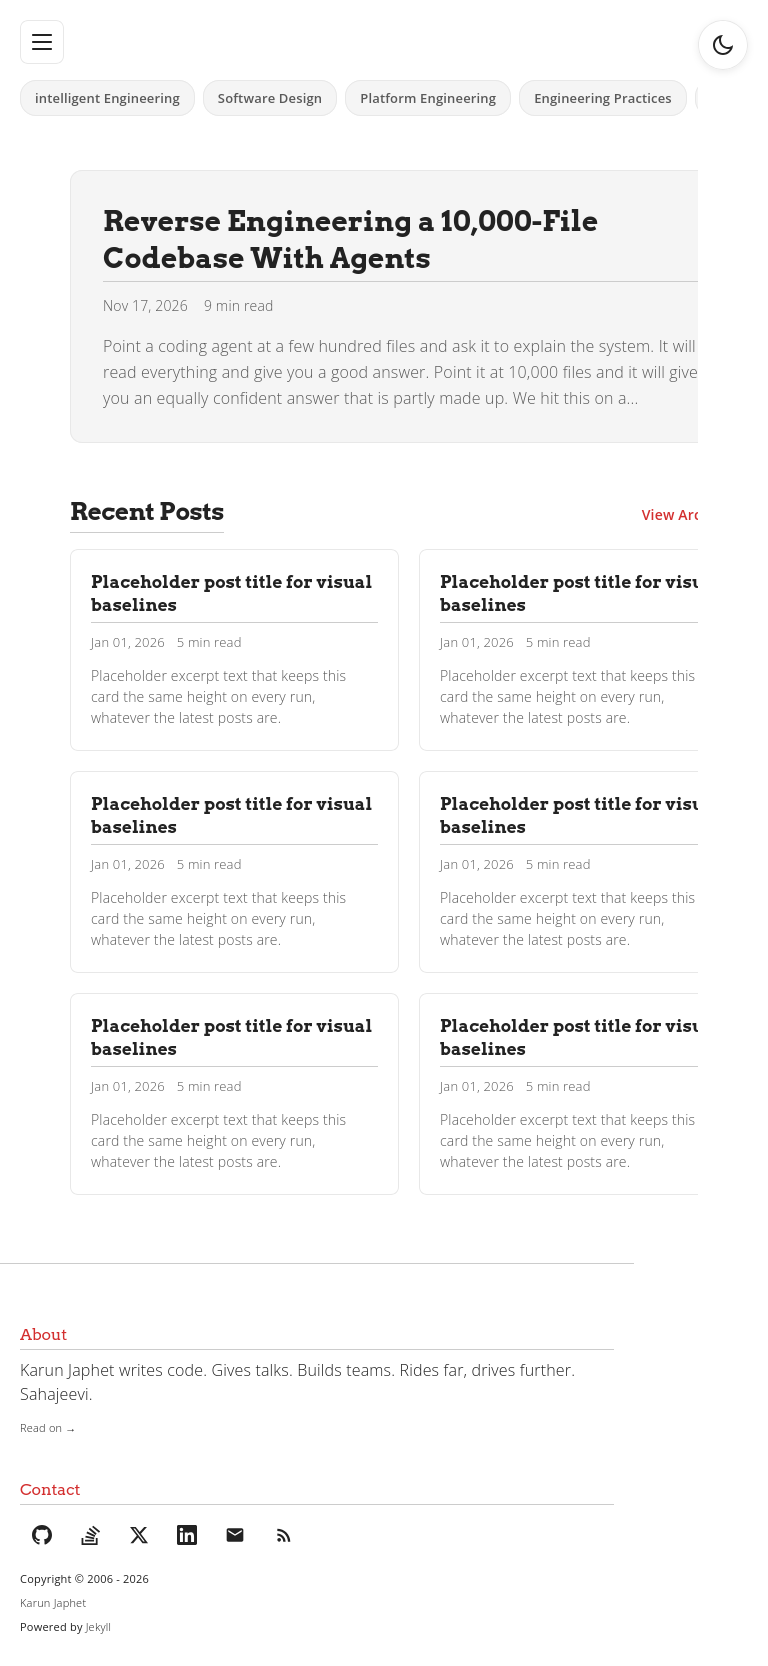 intelligent Engineering
Software Design
Platform Engineering
Engineering Practices
Reverse Engineering a 10,000-File
Codebase With Agents
Nov 17, 2026 9 min read
Point a coding agent at a few hundred files and ask it to explain the system. It will
read everything and give you a good answer. Point it at 10,000 files and it will give
you an equally confident answer that is partly made up. We hit this on a...
Recent Posts
View
Placeholder post title for visual
baselines
Jan 01, 2026 5 min read
Placeholder excerpt text that keeps this
card the same height on every run,
whatever the latest posts are.
Placeholder post title for
baselines
Jan 01, 2026 5 min read
Placeholder excerpt text that keeps this
card the same height on every run,
whatever the latest posts are.
Placeholder post title for visual
baselines
Jan 01, 2026 5 min read
Placeholder excerpt text that keeps this
card the same height on every run,
whatever the latest posts are.
Placeholder post title for
baselines
Jan 01, 2026 5 min read
Placeholder excerpt text that keeps this
card the same height on every run,
whatever the latest posts are.
Placeholder post title for visual
baselines
Jan 01, 2026 5 min read
Placeholder excerpt text that keeps this
card the same height on every run,
whatever the latest posts are.
Placeholder post title for
baselines
Jan 01, 2026 5 min read
Placeholder excerpt text that keeps this
card the same height on every run,
whatever the latest posts are.
About
Karun Japhet writes code. Gives talks. Builds teams. Rides far, drives further.
Sahajeevi.
Read on →
Contact
Copyright © 2006 - 2026
Karun Japhet
Powered by Jekyll